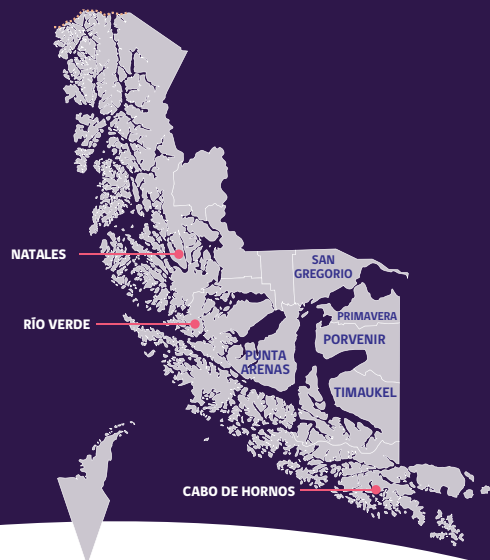 NATALES
SAN
GREGORIO
PRIMAVERA
RÍO VERDE
PORVENIR
PUNTA
ARENAS
TIMAUKEL
CABO DE HORNOS